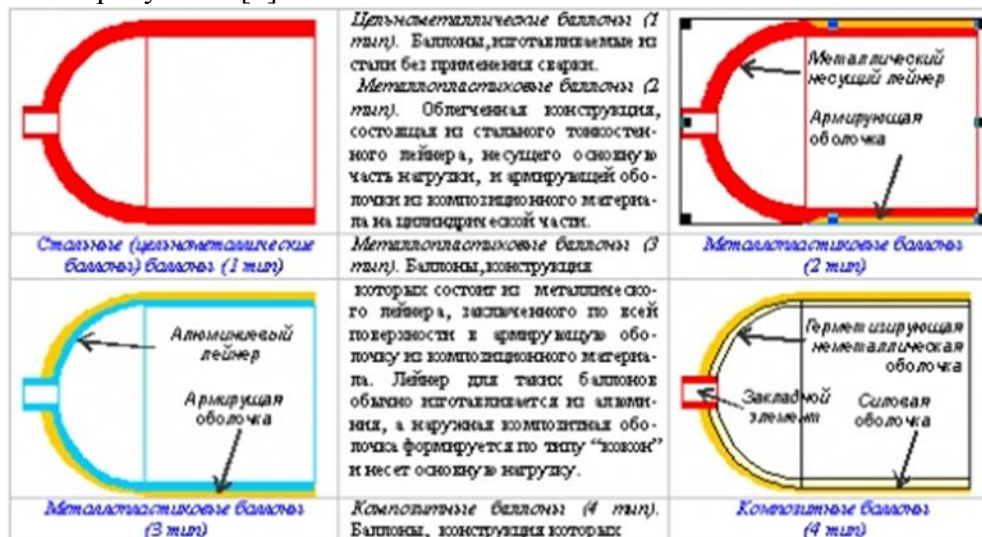 Цельнометаллические баллоны (1
тип). Баллоны, изготавливаемые из
стали без применения сварки.
Металлопластиковые баллоны (2
тип). Облегченная конструкция,
состоящая из стального тонкостен-
ного лейнера, несущего основную
часть нагрузки, и армирующей обо-
лочки из композиционного материа-
ла на цилиндрической части.
Металлический
несущий лейнер
Армирующая
оболочка
Стальные (цельнометаллические
баллоны) баллоны (1 тип)
Металлопластиковые баллоны (3
тип). Баллоны, конструкция
Металлопластиковые баллоны
(2 тип)
Алюминиевый
лейнер
Армирущая
оболочка
которых состоит из металлическо-
го лейнера, заключенного по всей
поверхности в армирующую обо-
лочку из композиционного материа-
ла. Лейнер для таких баллонов
обычно изготавливается из алюми-
ния, а наружная композитная обо-
лочка формируется по типу “кокон”
и несет основную нагрузку.
Герметизирующая
неметаллическая
оболочка
Закладной
элемент
Силовая
оболочка
Металлопластиковые баллоны
(3 тип)
Композитные баллоны (4 тип).
Баллоны, конструкция которых
Композитные баллоны
(4 тип)